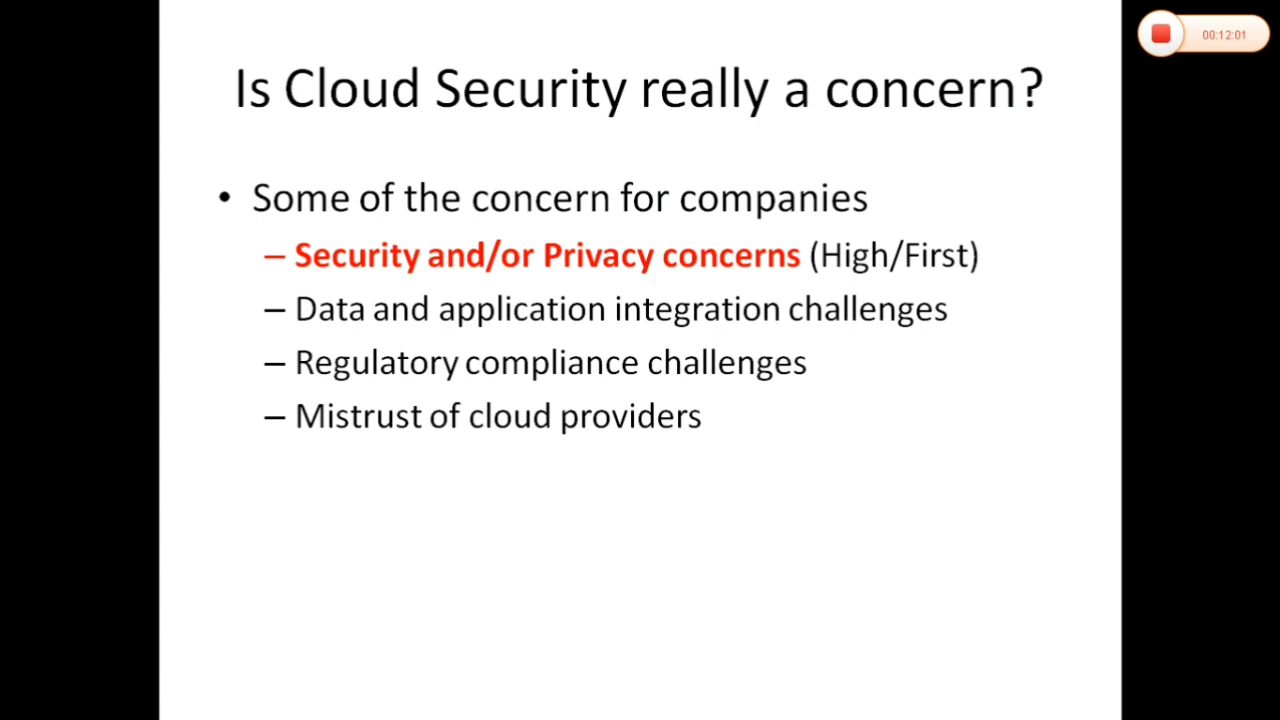 00:12:01
Is Cloud Security really a concern?
• Some of the concern for companies
– Security and/or Privacy concerns (High/First)
– Data and application integration challenges
– Regulatory compliance challenges
– Mistrust of cloud providers